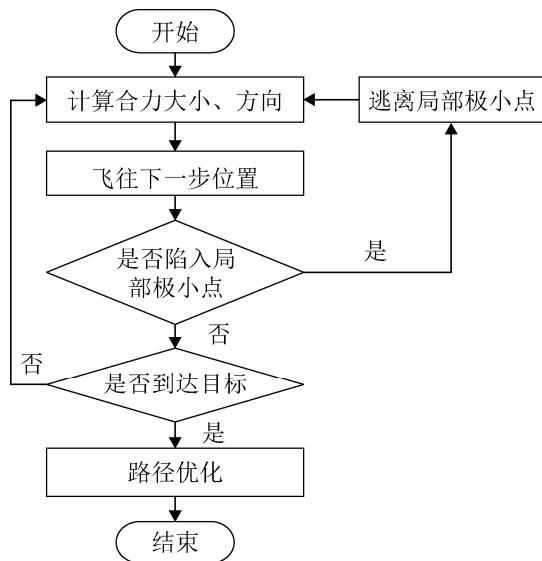 开始
计算合力大小、方向
逃离局部极小点
飞往下一步位置
是否陷入局
部极小点
是
否
否
是否到达目标
是
路径优化
结束